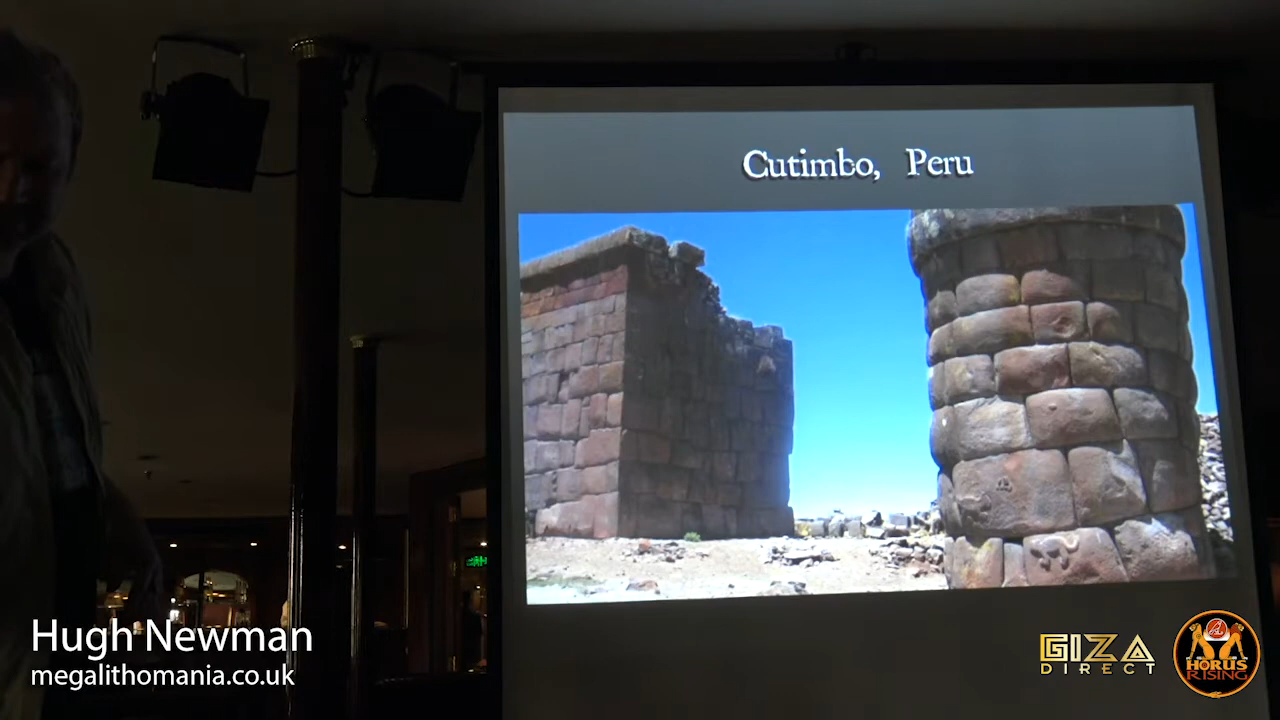 Cutimbo, Peru
Hugh Newman
megalithomania.co.uk
GIZA
DIRECT
HORUS
RISING